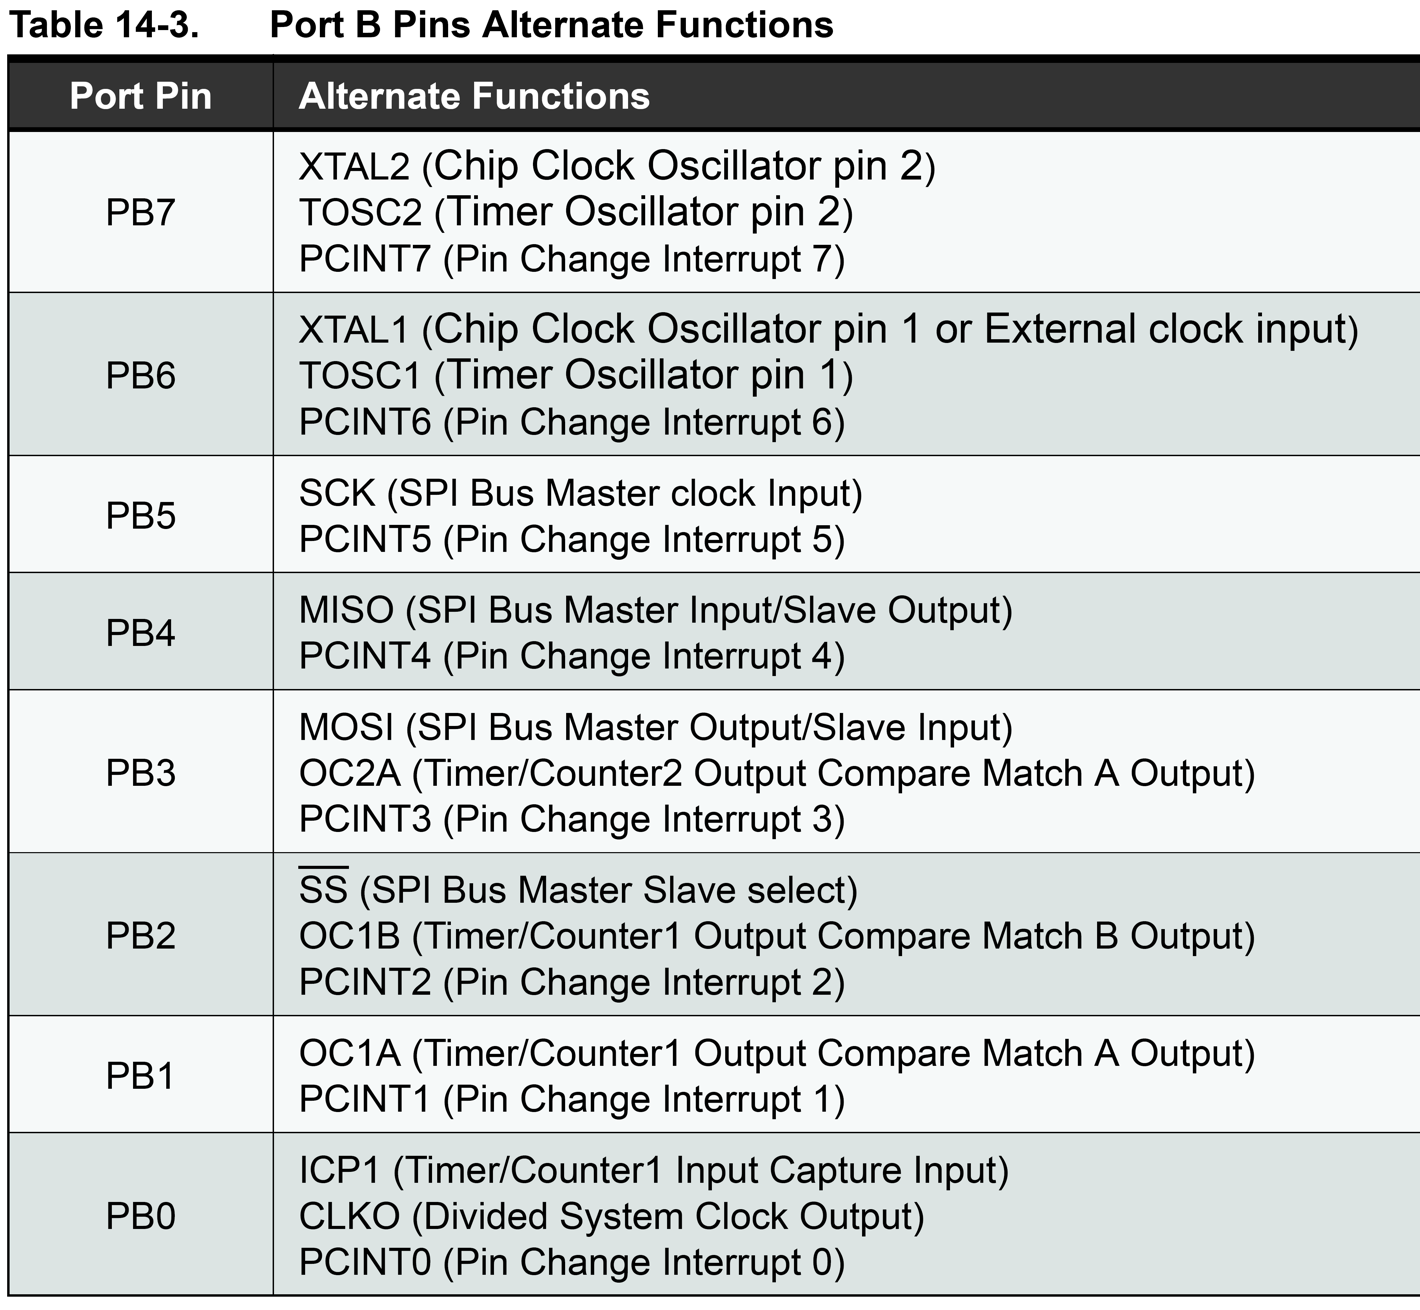 Table 14-3. Port B Pins Alternate Functions
Port Pin Alternate Functions
PB7
XTAL2 (Chip Clock Oscillator pin 2)
TOSC2 (Timer Oscillator pin 2)
PCINT7 (Pin Change Interrupt 7)
PB6
XTAL1 (Chip Clock Oscillator pin 1 or External clock input)
TOSC1 (Timer Oscillator pin 1)
PCINT6 (Pin Change Interrupt 6)
PB5
SCK (SPI Bus Master clock Input)
PCINT5 (Pin Change Interrupt 5)
PB4
MISO (SPI Bus Master Input/Slave Output)
PCINT4 (Pin Change Interrupt 4)
PB3
MOSI (SPI Bus Master Output/Slave Input)
OC2A (Timer/Counter2 Output Compare Match A Output)
PCINT3 (Pin Change Interrupt 3)
PB2
S̅S̅ (SPI Bus Master Slave select)
OC1B (Timer/Counter1 Output Compare Match B Output)
PCINT2 (Pin Change Interrupt 2)
PB1
OC1A (Timer/Counter1 Output Compare Match A Output)
PCINT1 (Pin Change Interrupt 1)
PB0
ICP1 (Timer/Counter1 Input Capture Input)
CLKO (Divided System Clock Output)
PCINT0 (Pin Change Interrupt 0)